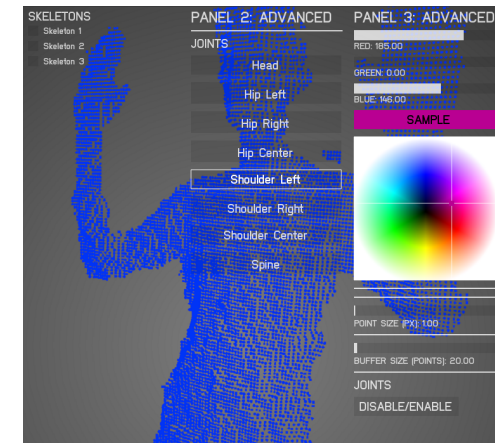 SKELETONS
Skeleton 1
Skeleton 2
Skeleton 3
PANEL 2: ADVANCED
JOINTS
Head
Hip Left
Hip Right
Hip Center
Shoulder Left
Shoulder Right
Shoulder Center
Spine
PANEL 3: ADVANCED
RED: 185.00
GREEN: 0.00
BLUE: 146.00
SAMPLE
POINT SIZE (PX): 1.00
BUFFER SIZE (POINTS): 20.00
JOINTS
DISABLE/ENABLE